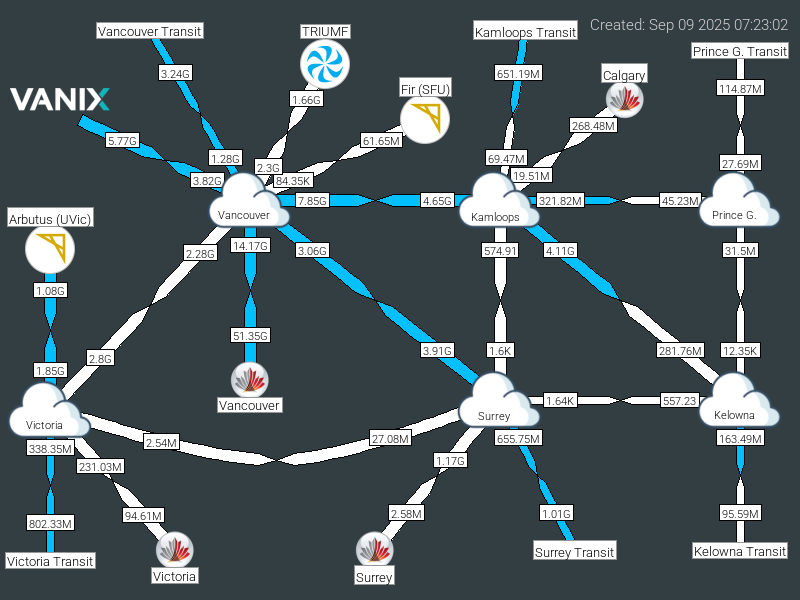 Created: Sep 09 2025 07:23:02
Vancouver Transit
TRIUMF
Kamloops Transit
Prince G. Transit
3.24G
651.19M
Calgary
Fir (SFU)
114.87M
VANIX
1.66G
268.48M
5.77G
61.65M
1.28G
69.47M
27.69M
2.3G
19.51M
3.82G
84.35K
7.85G
4.65G
321.82M
45.23M
Vancouver
Kamloops
Prince G.
Arbutus (UVic)
14.17G
2.28G
3.06G
574.91
4.11G
31.5M
1.08G
51.35G
2.8G
3.91G
1.6K
281.76M
12.35K
1.85G
Vancouver
1.64K
557.23
Victoria
Surrey
Kelowna
2.54M
27.08M
655.75M
163.49M
338.35M
231.03M
1.17G
94.61M
2.58M
1.01G
95.59M
802.33M
Victoria Transit
Victoria
Surrey
Surrey Transit
Kelowna Transit